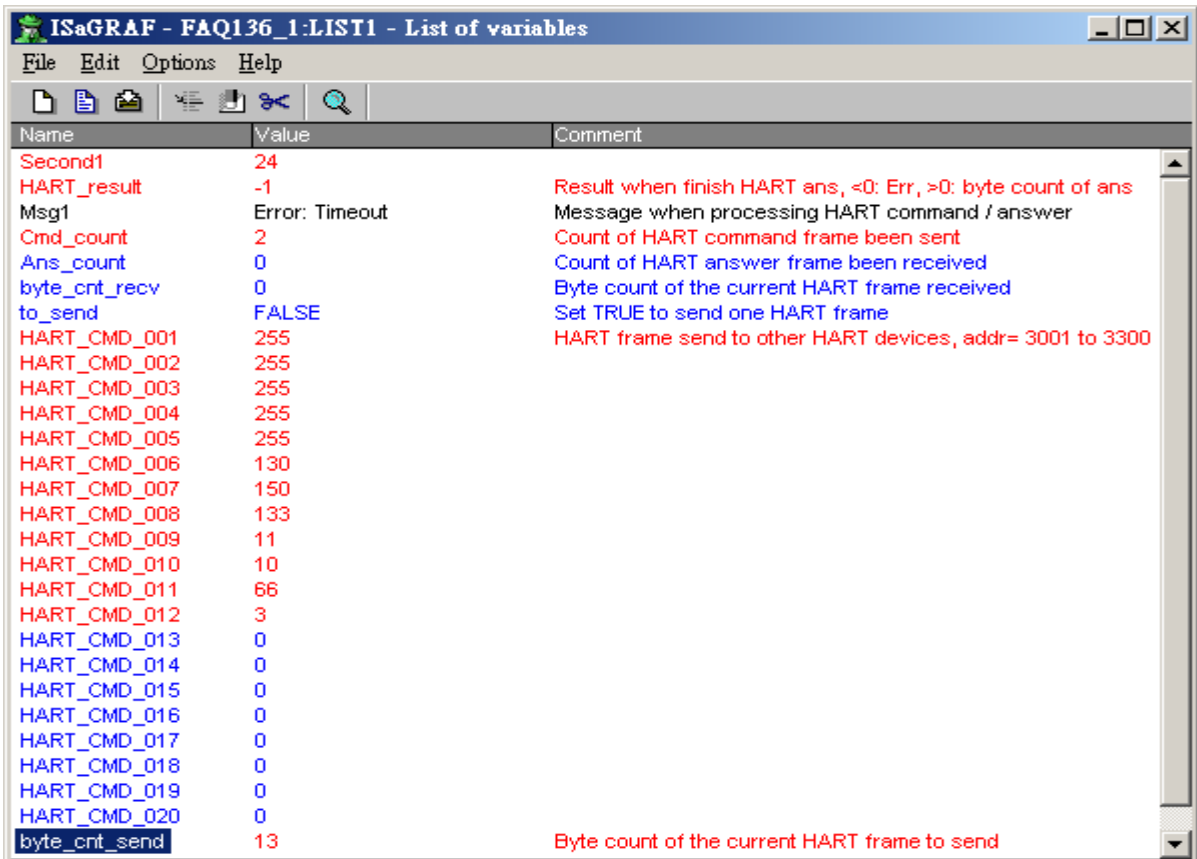 ISaGRAF - FAQ136_1:LIST1 - List of variables
File Edit Options Help
Name Value Comment
Second1 24
HART_result -1 Result when finish HART ans, <0: Err, >0: byte count of ans
Msg1 Error: Timeout Message when processing HART command / answer
Cmd_count 2 Count of HART command frame been sent
Ans_count 0 Count of HART answer frame been received
byte_cnt_recv 0 Byte count of the current HART frame received
to_send FALSE Set TRUE to send one HART frame
HART_CMD_001 255 HART frame send to other HART devices, addr= 3001 to 3300
HART_CMD_002 255
HART_CMD_003 255
HART_CMD_004 255
HART_CMD_005 255
HART_CMD_006 130
HART_CMD_007 150
HART_CMD_008 133
HART_CMD_009 11
HART_CMD_010 10
HART_CMD_011 66
HART_CMD_012 3
HART_CMD_013 0
HART_CMD_014 0
HART_CMD_015 0
HART_CMD_016 0
HART_CMD_017 0
HART_CMD_018 0
HART_CMD_019 0
HART_CMD_020 0
byte_cnt_send 13 Byte count of the current HART frame to send